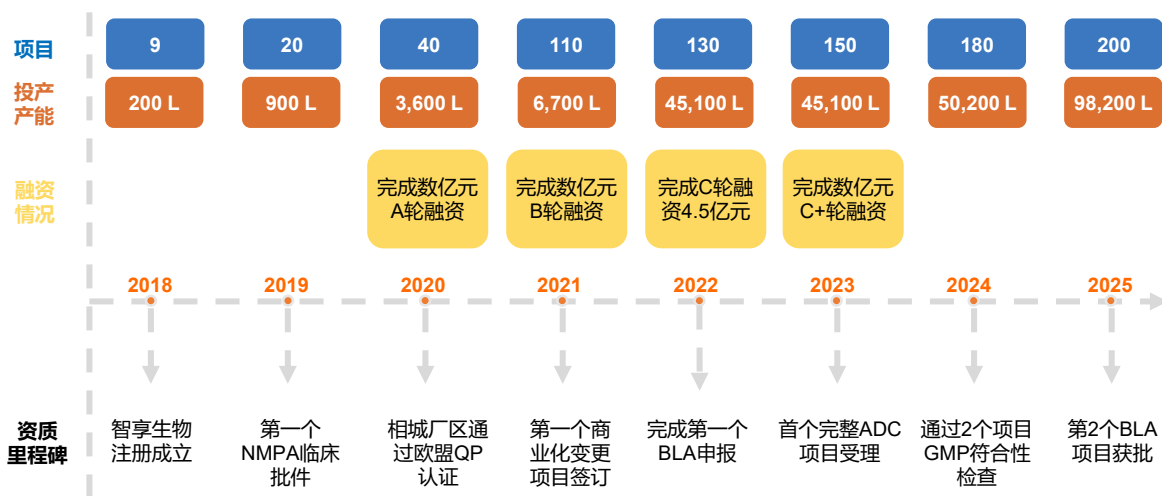 项目
9
20
40
110
130
150
180
200
投产
产能
200 L
900 L
3,600 L
6,700 L
45,100 L
45,100 L
50,200 L
98,200 L
融资
情况
完成数亿元
A轮融资
完成数亿元
B轮融资
完成C轮融
资4.5亿元
完成数亿元
C+轮融资
2018
2019
2020
2021
2022
2023
2024
2025
资质
里程碑
智享生物
注册成立
第一个
NMPA临床
批件
相城厂区通
过欧盟QP
认证
第一个商
业化变更
项目签订
完成第一个
BLA申报
首个完整ADC
项目受理
通过2个项目
GMP符合性
检查
第2个BLA
项目获批